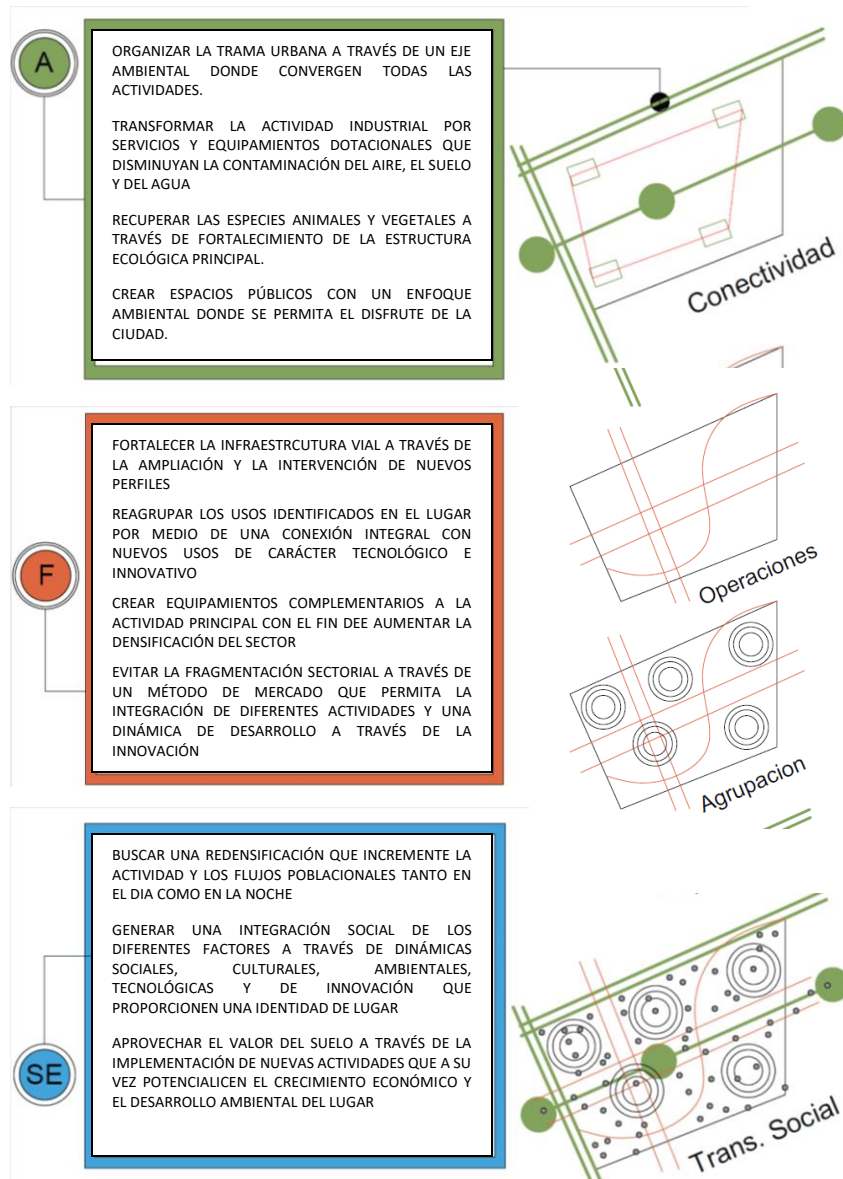 A
ORGANIZAR LA TRAMA URBANA A TRAVÉS DE UN EJE
AMBIENTAL DONDE CONVERGEN TODAS LAS
ACTIVIDADES.
TRANSFORMAR LA ACTIVIDAD INDUSTRIAL POR
SERVICIOS Y EQUIPAMIENTOS DOTACIONALES QUE
DISMINUYAN LA CONTAMINACIÓN DEL AIRE, EL SUELO
Y DEL AGUA
RECUPERAR LAS ESPECIES ANIMALES Y VEGETALES A
TRAVÉS DE FORTALECIMIENTO DE LA ESTRUCTURA
ECOLÓGICA PRINCIPAL.
CREAR ESPACIOS PÚBLICOS CON UN ENFOQUE
AMBIENTAL DONDE SE PERMITA EL DISFRUTE DE LA
CIUDAD.
Conectividad
F
FORTALECER LA INFRAESTRCUTURA VIAL A TRAVÉS DE
LA AMPLIACIÓN Y LA INTERVENCIÓN DE NUEVOS
PERFILES
REAGRUPAR LOS USOS IDENTIFICADOS EN EL LUGAR
POR MEDIO DE UNA CONEXIÓN INTEGRAL CON
NUEVOS USOS DE CARÁCTER TECNOLÓGICO E
INNOVATIVO
CREAR EQUIPAMIENTOS COMPLEMENTARIOS A LA
ACTIVIDAD PRINCIPAL CON EL FIN DEE AUMENTAR LA
DENSIFICACIÓN DEL SECTOR
EVITAR LA FRAGMENTACIÓN SECTORIAL A TRAVÉS DE
UN MÉTODO DE MERCADO QUE PERMITA LA
INTEGRACIÓN DE DIFERENTES ACTIVIDADES Y UNA
DINÁMICA DE DESARROLLO A TRAVÉS DE LA
INNOVACIÓN
Operaciones
Agrupacion
SE
BUSCAR UNA REDENSIFICACIÓN QUE INCREMENTE LA
ACTIVIDAD Y LOS FLUJOS POBLACIONALES TANTO EN
EL DIA COMO EN LA NOCHE
GENERAR UNA INTEGRACIÓN SOCIAL DE LOS
DIFERENTES FACTORES A TRAVÉS DE DINÁMICAS
SOCIALES, CULTURALES, AMBIENTALES,
TECNOLÓGICAS Y DE INNOVACIÓN QUE
PROPORCIONEN UNA IDENTIDAD DE LUGAR
APROVECHAR EL VALOR DEL SUELO A TRAVÉS DE LA
IMPLEMENTACIÓN DE NUEVAS ACTIVIDADES QUE A SU
VEZ POTENCIALICEN EL CRECIMIENTO ECONÓMICO Y
EL DESARROLLO AMBIENTAL DEL LUGAR
Trans. Social